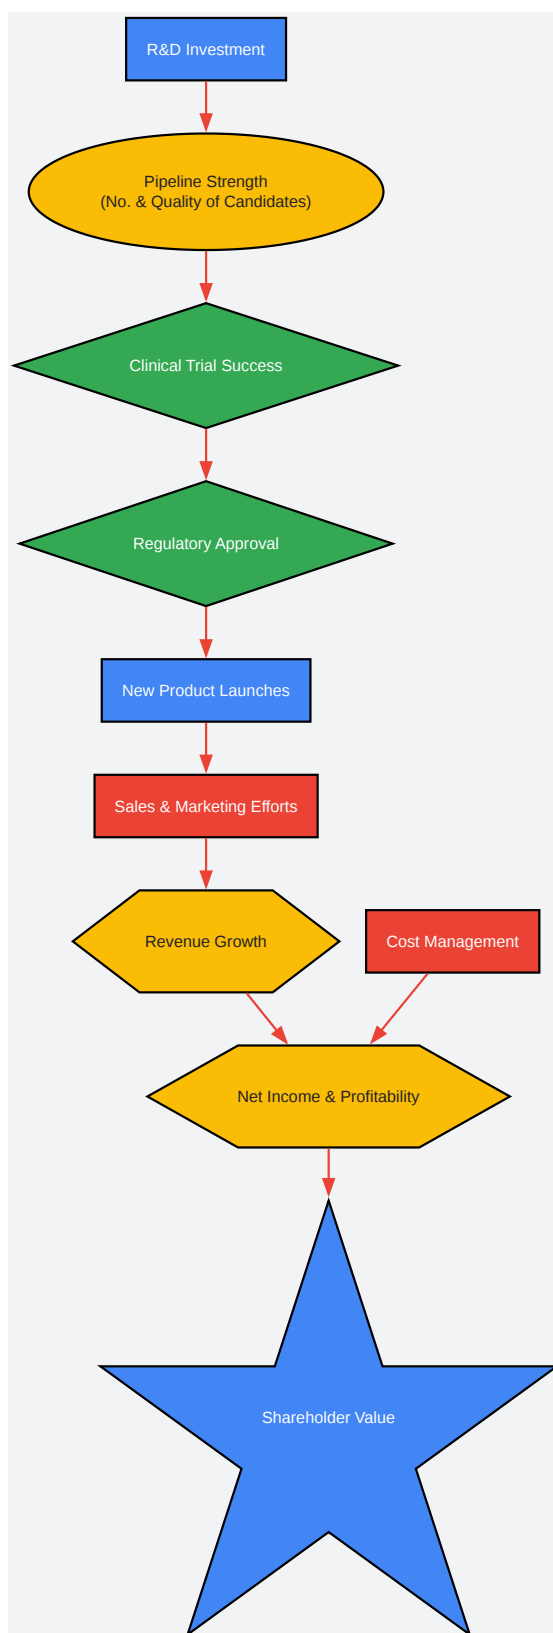 R&D Investment
Pipeline Strength
(No. & Quality of Candidates)
Clinical Trial Success
Regulatory Approval
New Product Launches
Sales & Marketing Efforts
Revenue Growth
Cost Management
Net Income & Profitability
Shareholder Value